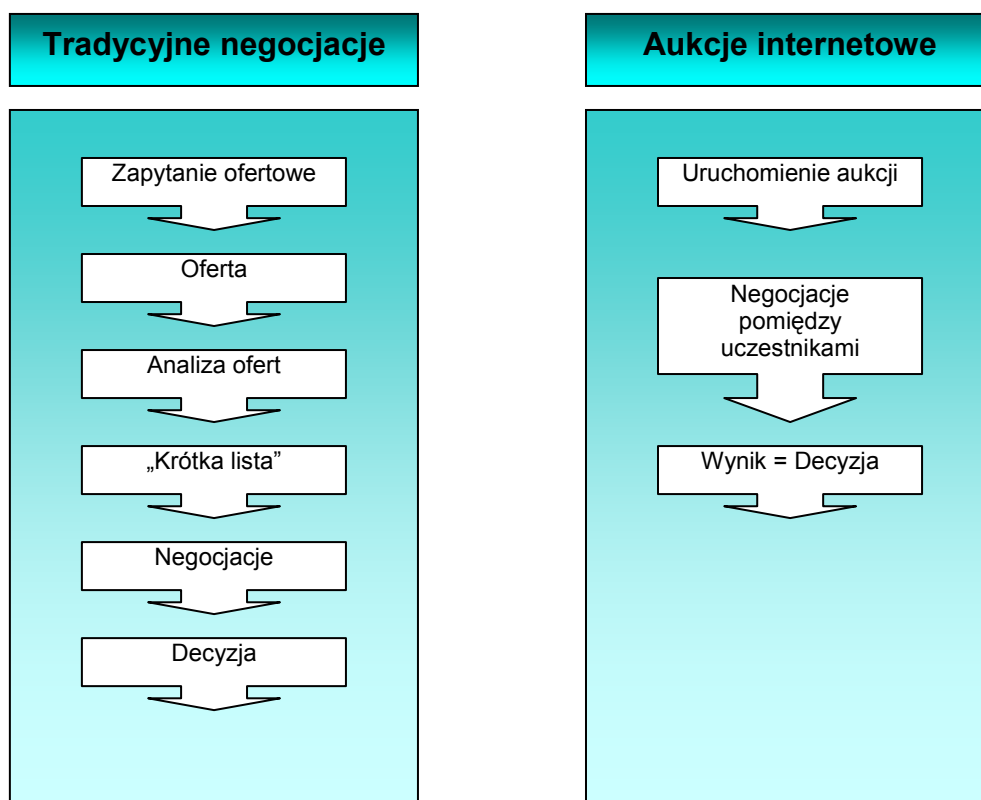 Tradycyjne negocjacje
Zapytanie ofertowe
Oferta
Analiza ofert
„Krótka lista”
Negocjacje
Decyzja
Aukcje internetowe
Uruchomienie aukcji
Negocjacje
pomiędzy
uczestnikami
Wynik = Decyzja